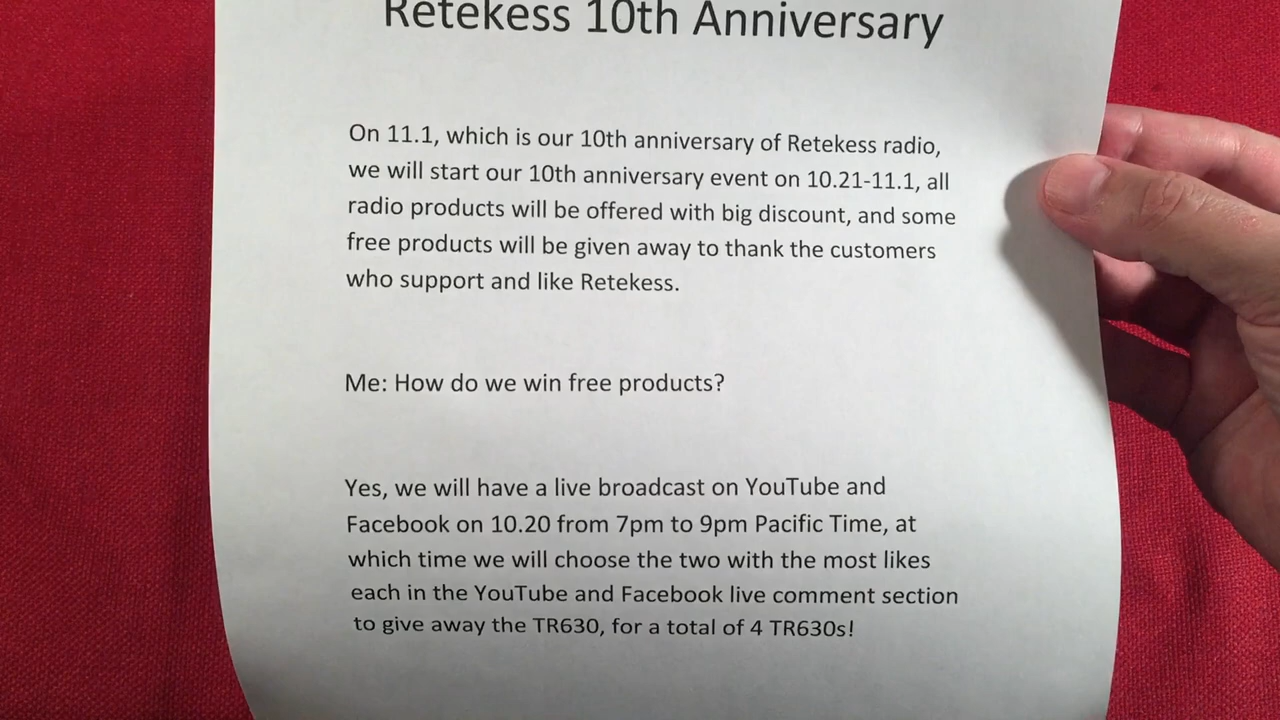 Retekess 10th Anniversary
On 11.1, which is our 10th anniversary of Retekess radio,
we will start our 10th anniversary event on 10.21-11.1, all
radio products will be offered with big discount, and some
free products will be given away to thank the customers
who support and like Retekess.
Me: How do we win free products?
Yes, we will have a live broadcast on YouTube and
Facebook on 10.20 from 7pm to 9pm Pacific Time, at
which time we will choose the two with the most likes
each in the YouTube and Facebook live comment section
to give away the TR630, for a total of 4 TR630s!